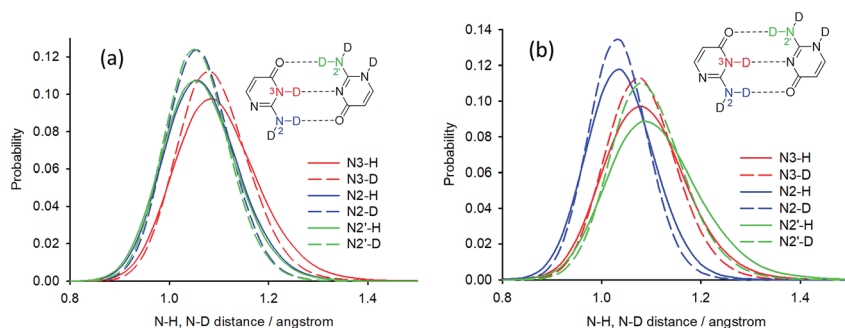 (a)
0.12
0.10
0.08
0.06
0.04
0.02
0.00
Probability
0.8 1.0 1.2 1.4
N-H, N-D distance / angstrom
N3-H
N3-D
N2-H
N2-D
N2'-H
N2'-D
O D N D
2'
D N
3
N D N
N N O
N D
2
D
(b)
0.14
0.12
0.10
0.08
0.06
0.04
0.02
0.00
Probability
0.8 1.0 1.2 1.4
N-H, N-D distance / angstrom
N3-H
N3-D
N2-H
N2-D
N2'-H
N2'-D
O D N D
2'
D N
3
N D N
N N O
N D
2
D